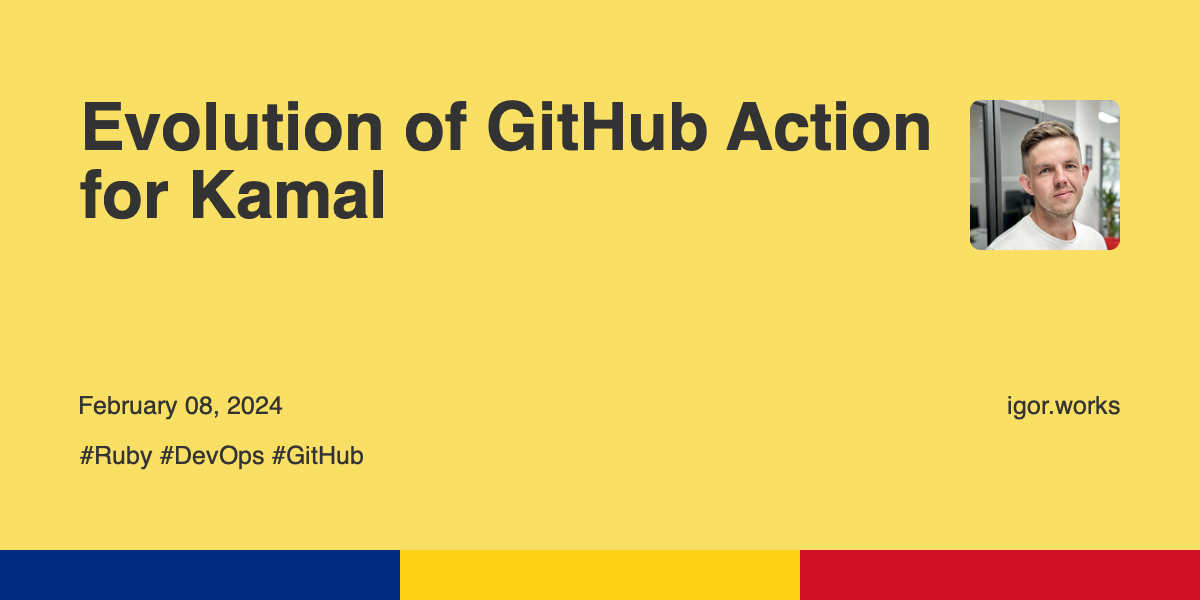 Evolution of GitHub Action
for Kamal
February 08, 2024
igor.works
#Ruby #DevOps #GitHub